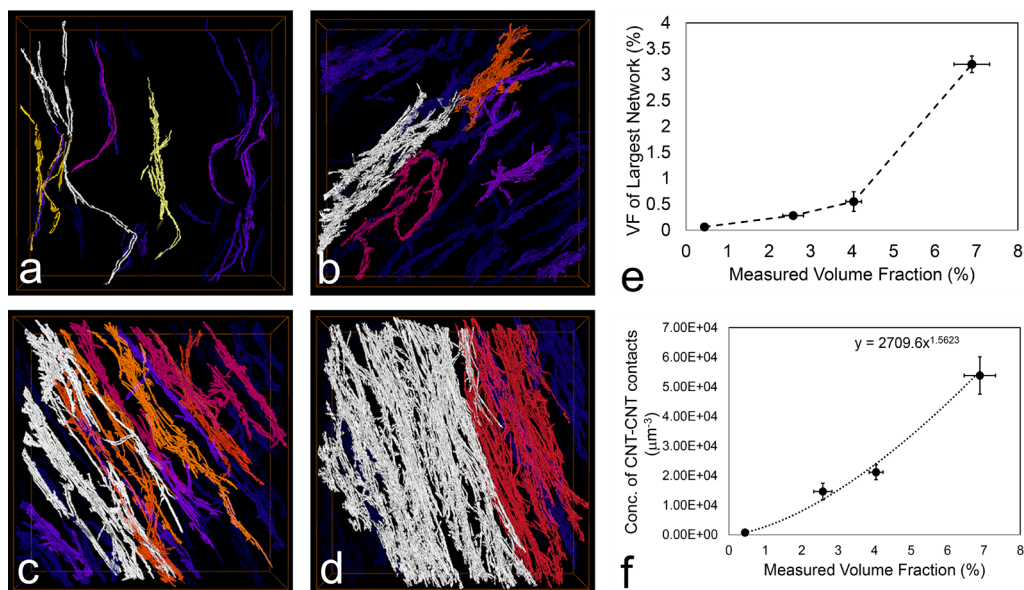 a
b
c
d
VF of Largest Network (%)
4
3.5
3
2.5
2
1.5
1
0.5
0
0 1 2 3 4 5 6 7 8
Measured Volume Fraction (%)
e
Conc. of CNT-CNT contacts
(μm⁻³)
7.00E+04
6.00E+04
5.00E+04
4.00E+04
3.00E+04
2.00E+04
1.00E+04
0.00E+00
y = 2709.6x¹·⁵⁶²³
0 1 2 3 4 5 6 7 8
Measured Volume Fraction (%)
f